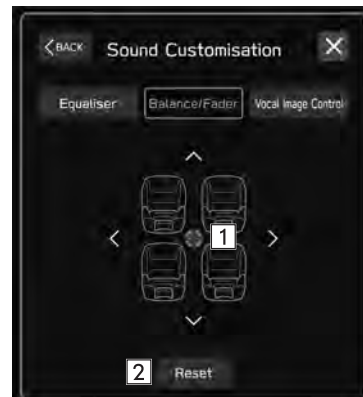 BACK Sound Customisation
Equaliser Balance/Fader Vocal Image Control
1
2 Reset